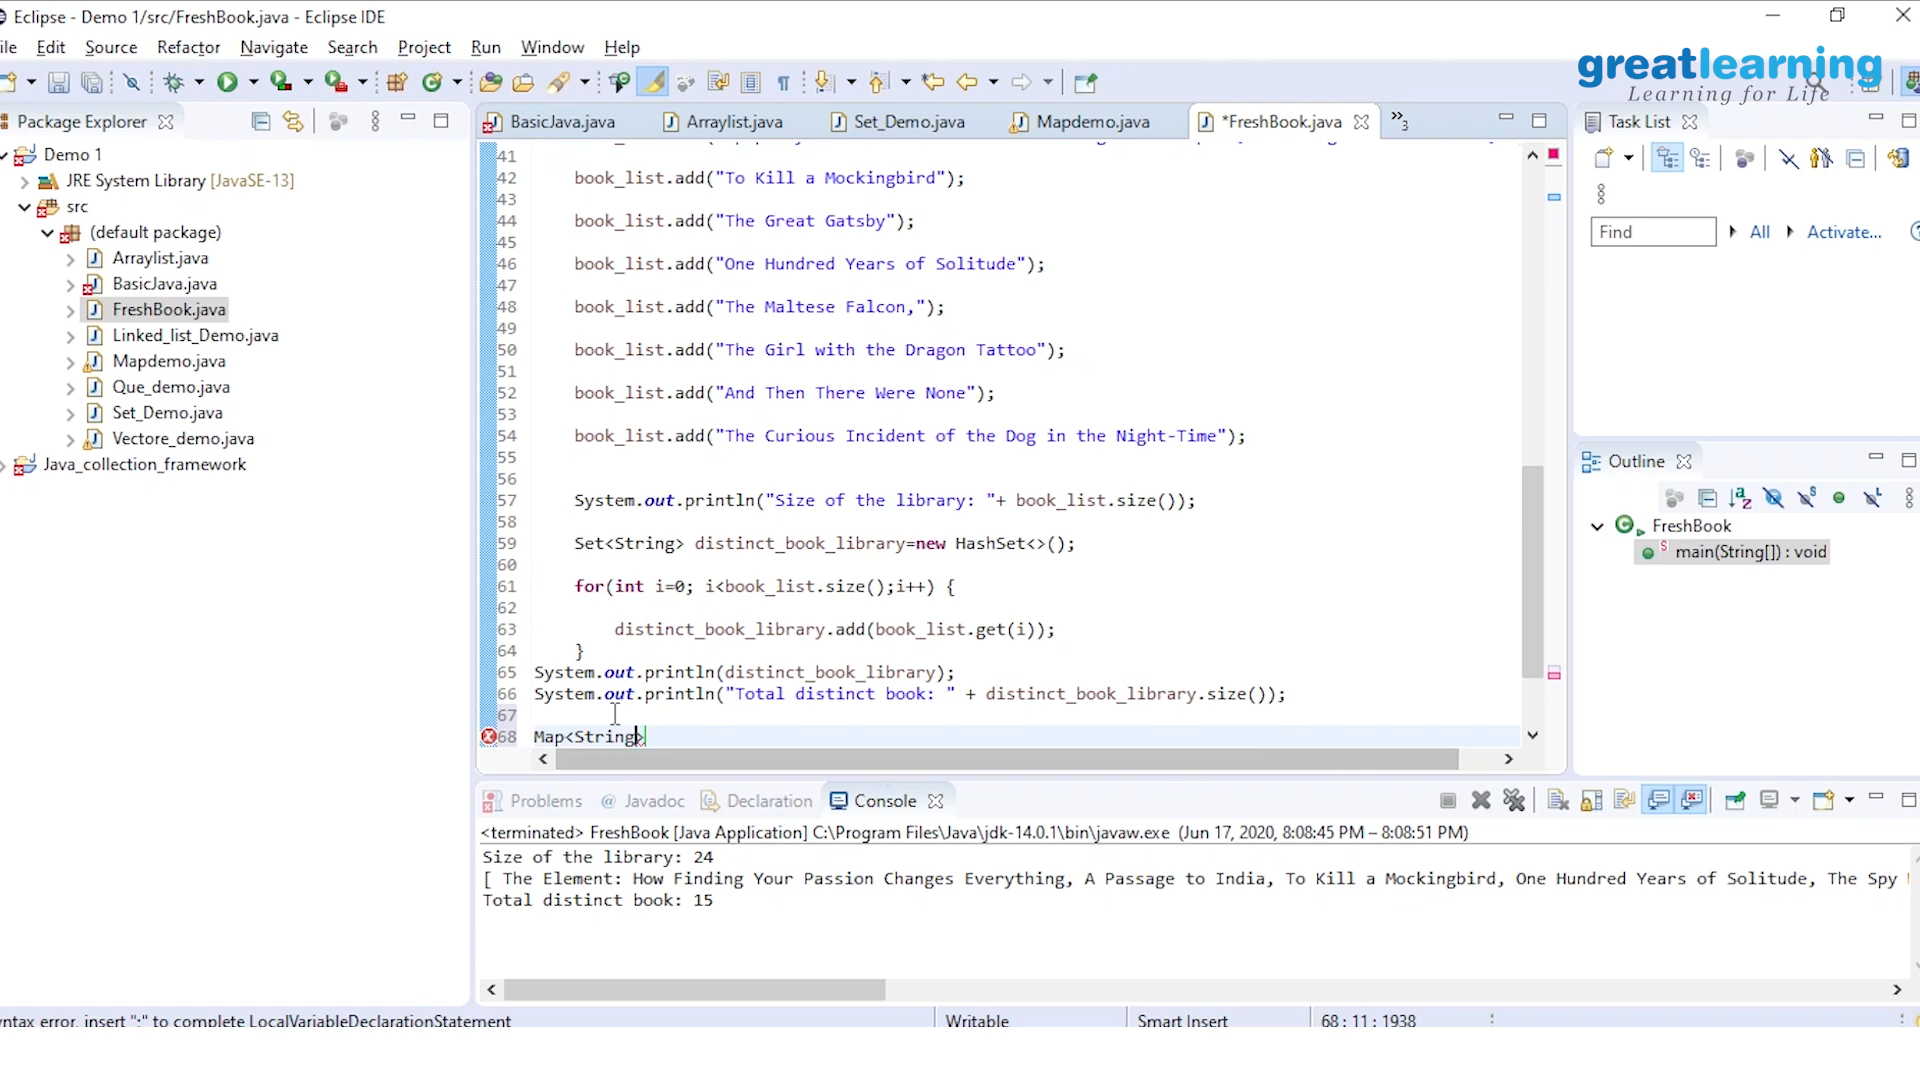 Eclipse - Demo 1/src/FreshBook.java - Eclipse IDE
ile Edit Source Refactor Navigate Search Project Run Window Help
greatlearning
Learning for Life
Package Explorer
BasicJava.java Arraylist.java Set_Demo.java Mapdemo.java *FreshBook.java »3
Task List
Demo 1
JRE System Library [JavaSE-13]
src
(default package)
Arraylist.java
BasicJava.java
FreshBook.java
Linked_list_Demo.java
Mapdemo.java
Que_demo.java
Set_Demo.java
Vectore_demo.java
Java_collection_framework
41
42 book_list.add("To Kill a Mockingbird");
43
44 book_list.add("The Great Gatsby");
45
46 book_list.add("One Hundred Years of Solitude");
47
48 book_list.add("The Maltese Falcon,");
49
50 book_list.add("The Girl with the Dragon Tattoo");
51
52 book_list.add("And Then There Were None");
53
54 book_list.add("The Curious Incident of the Dog in the Night-Time");
55
56
57 System.out.println("Size of the library: "+ book_list.size());
58
59 Set<String> distinct_book_library=new HashSet<>();
60
61 for(int i=0; i<book_list.size();i++) {
62
63 distinct_book_library.add(book_list.get(i));
64 }
65 System.out.println(distinct_book_library);
66 System.out.println("Total distinct book: " + distinct_book_library.size());
67
68 Map<String>
Find All Activate...
Outline
FreshBook
main(String[]) : void
Problems @ Javadoc Declaration Console
<terminated> FreshBook [Java Application] C:\Program Files\Java\jdk-14.0.1\bin\javaw.exe (Jun 17, 2020, 8:08:45 PM – 8:08:51 PM)
Size of the library: 24
[ The Element: How Finding Your Passion Changes Everything, A Passage to India, To Kill a Mockingbird, One Hundred Years of Solitude, The Spy
Total distinct book: 15
yntax error, insert ";" to complete LocalVariableDeclarationStatement
Writable Smart Insert 68 : 11 : 1938